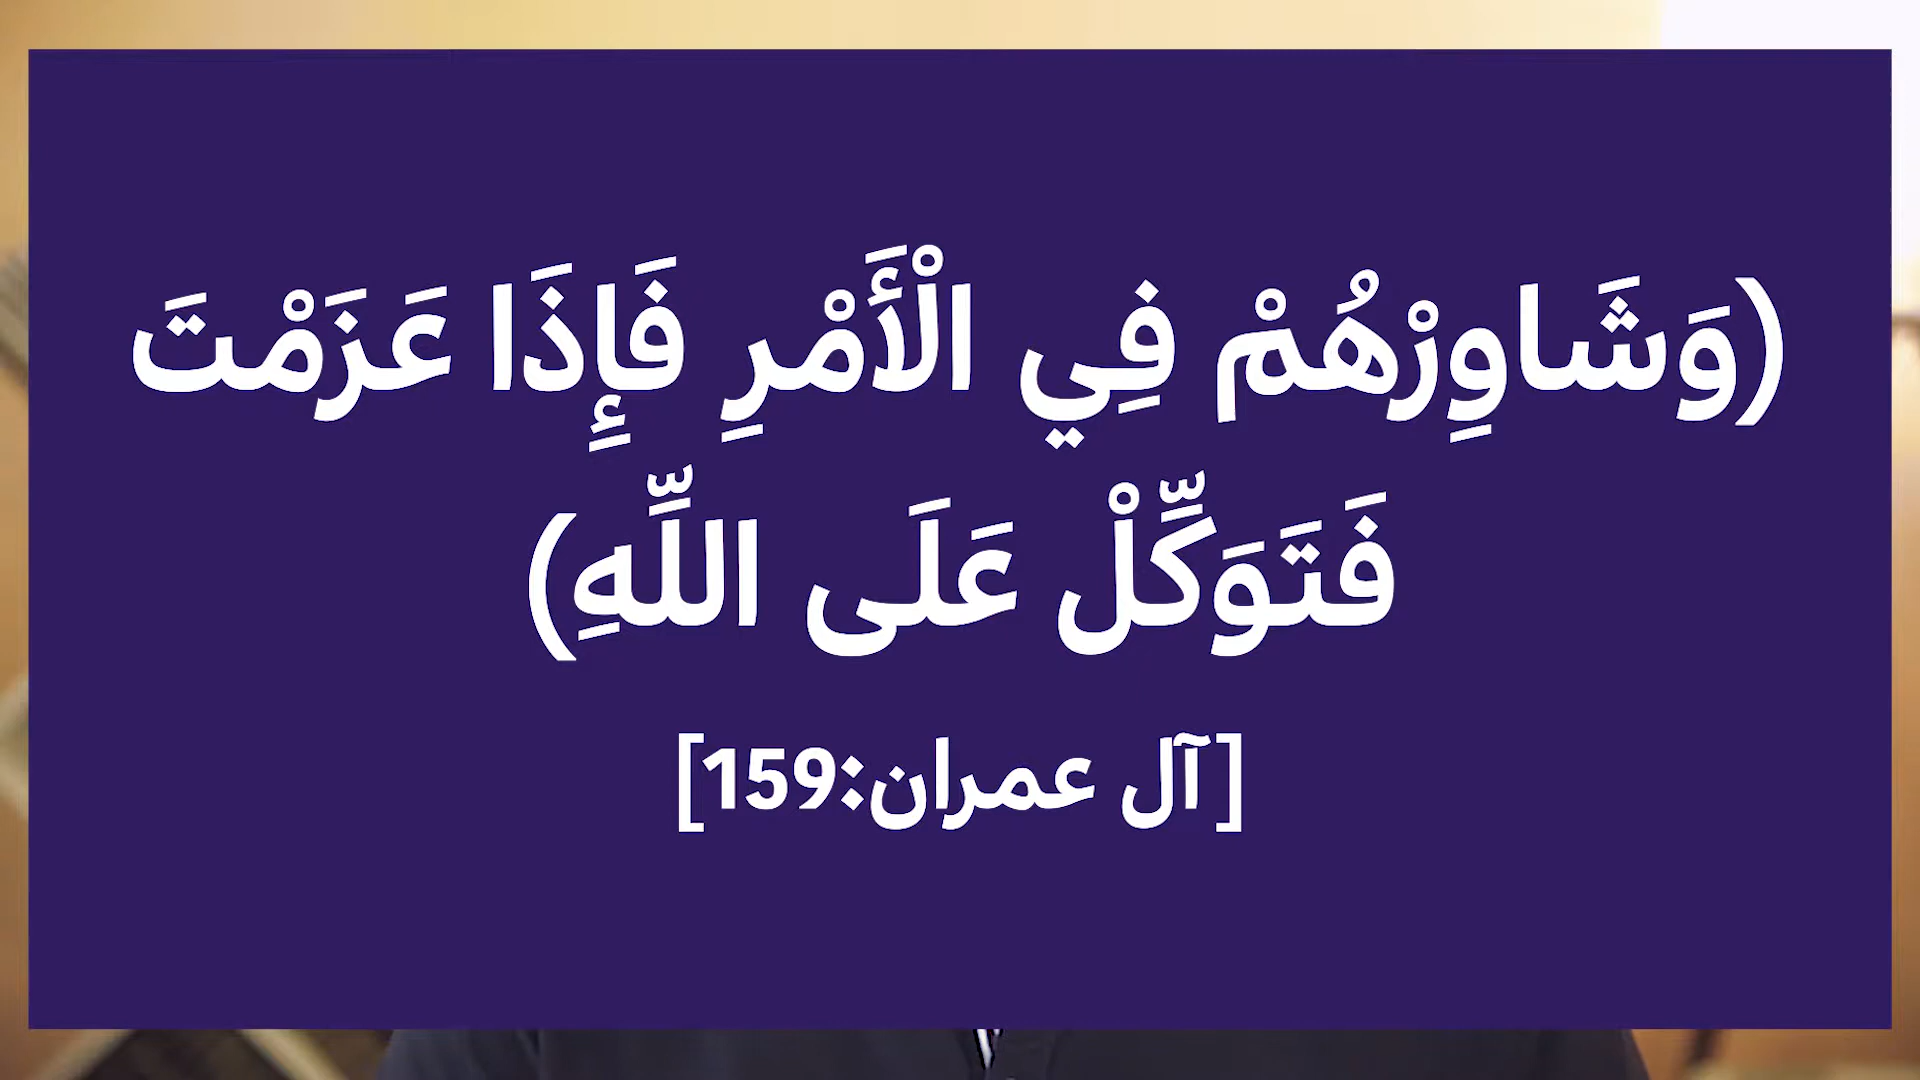 (وَشَاوِرْهُمْ فِي الْأَمْرِ فَإِذَا عَزَمْتَ
فَتَوَكِّلْ عَلَى اللَّهِ)
[آل عمران:159]